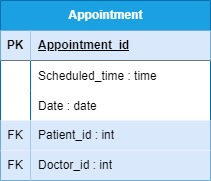 Appointment
PK Appointment_id
Scheduled_time : time
Date : date
FK Patient_id : int
FK Doctor_id : int